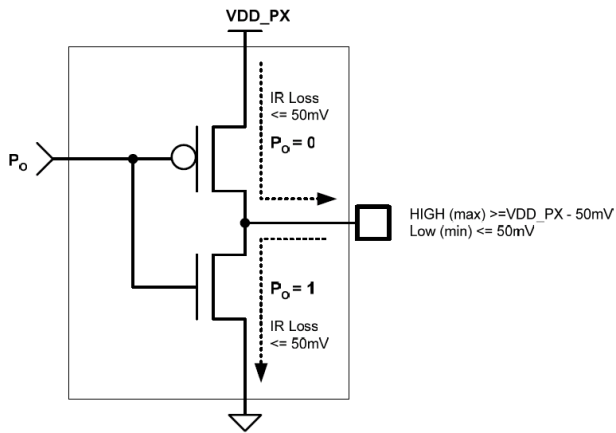 VDD_PX
IR Loss
<= 50mV
Po = 0
Po
HIGH (max) >=VDD_PX - 50mV
Low (min) <= 50mV
Po = 1
IR Loss
<= 50mV